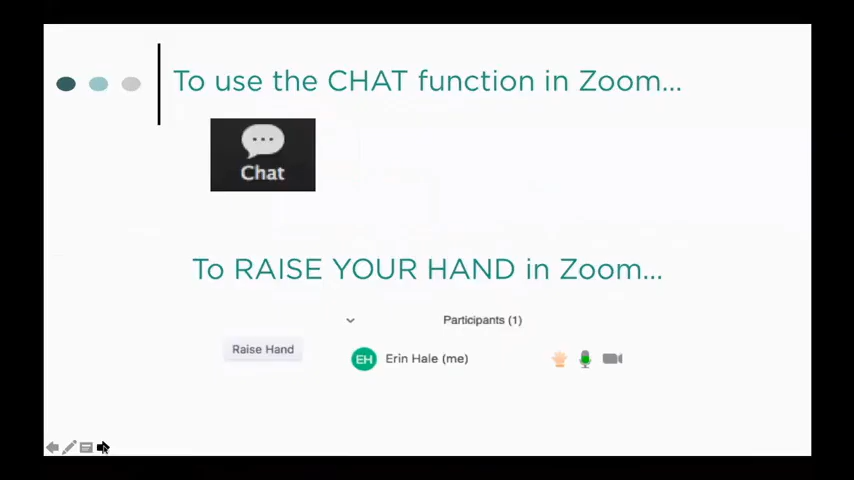 To use the CHAT function in Zoom...
Chat
To RAISE YOUR HAND in Zoom...
Participants (1)
Raise Hand
EH Erin Hale (me)